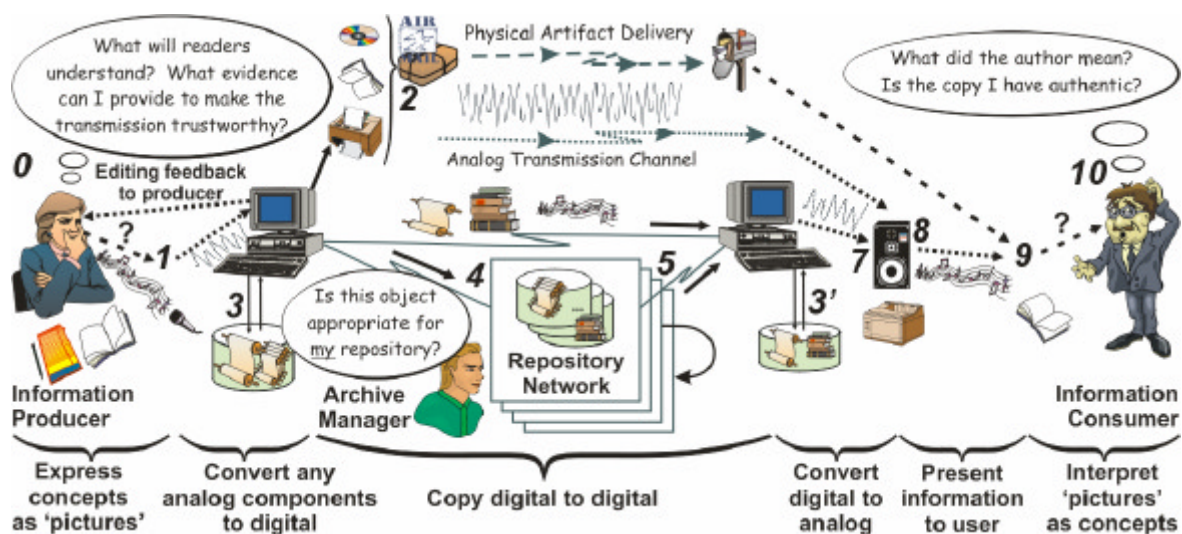 What will readers
understand? What evidence
can I provide to make the
transmission trustworthy?
AIR
2
Physical Artifact Delivery
Analog Transmission Channel
What did the author mean?
Is the copy I have authentic?
0
Editing feedback
to producer
?
1
3
4
5
Is this object
appropriate for
my repository?
Repository
Network
3'
7
8
9
?
10
Information
Producer
Archive
Manager
Information
Consumer
Express
concepts
as 'pictures'
Convert any
analog components
to digital
Copy digital to digital
Convert
digital to
analog
Present
information
to user
Interpret
'pictures'
as concepts